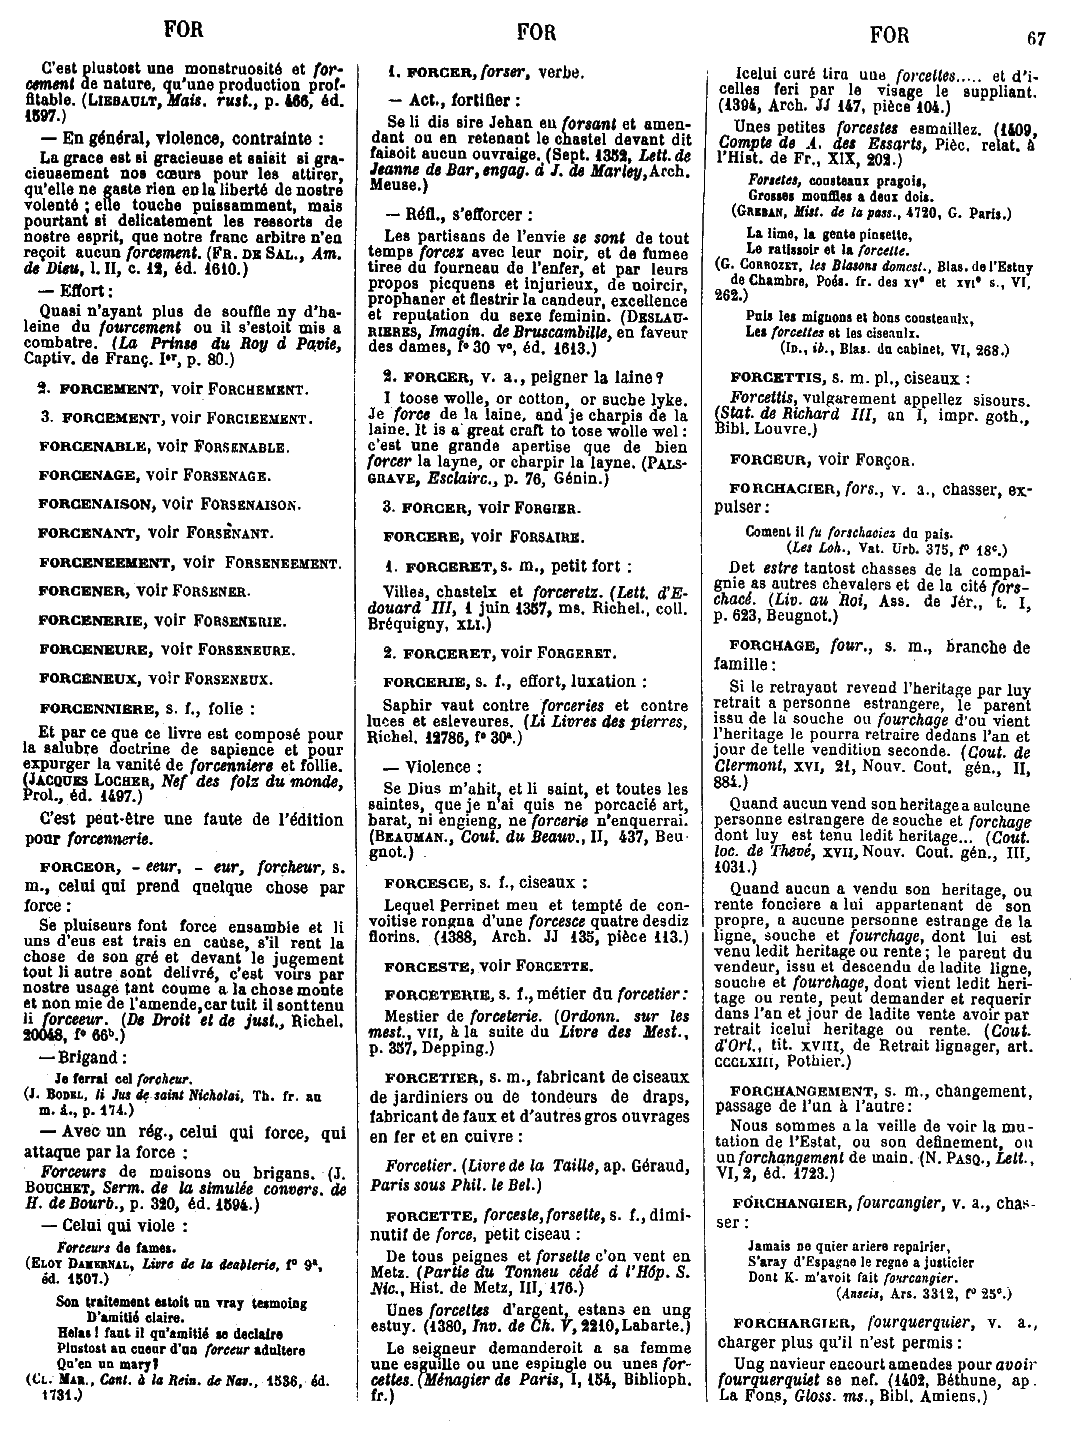 FOR
FOR
FOR
67
C'est plustost une monstruosité et for-
cement de nature, qu'une production prof-
fitable. (LIEBAULT, Mais. rust., p. 466, éd.
1597.)
— En général, violence, contrainte :
La grace est si gracieuse et saisit si gra-
cieusement nos cœurs pour les attirer,
qu'elle ne gaste rien en la liberté de nostre
volenté ; elle touche puissamment, mais
pourtant si delicatement les ressorts de
nostre esprit, que notre franc arbitre n'en
reçoit aucun forcement. (FR. DE SAL., Am.
de Dieu, l. II, c. 12, éd. 1610.)
— Effort :
Quasi n'ayant plus de souffle ny d'ha-
leine du fourcement ou il s'estoit mis a
combatre. (La Prinse du Roy á Pavie,
Captiv. de Franç. Ier, p. 80.)
2. FORCEMENT, voir FORCHEMENT.
3. FORCEMENT, voir FORCIEEMENT.
FORCENABLE, voir FORSENABLE.
FORCENAGE, voir FORSENAGE.
FORCENAISON, voir FORSENAISON.
FORCENANT, voir FORSENANT.
FORCENEEMENT, voir FORSENEEMENT.
FORCENER, voir FORSENER.
FORCENERIE, voir FORSENERIE.
FORCENEURE, voir FORSENEURE.
FORCENEUX, voir FORSENEUX.
FORCENNIERE, s. f., folie :
Et par ce que ce livre est composé pour
la salubre doctrine de sapience et pour
expurger la vanité de forcenniere et follie.
(JACQUES LOCHER, Nef des folz du monde,
Prol., éd. 1497.)
C'est peut-être une faute de l'édition
pour forcennerie.
FORCEOR, - eeur, - eur, forcheur, s.
m., celui qui prend quelque chose par
force :
Se pluiseurs font force ensamble et li
uns d'eus est trais en cause, s'il rent la
chose de son gré et devant le jugement
tout li autre sont delivré, c'est voirs par
nostre usage tant coume a la chose monte
et non mie de l'amende, car tuit il sont tenu
li forceeur. (De Droit et de just., Richel.
20048, f° 66b.)
— Brigand :
Je ferrai cel forcheur.
(J. BODEL, li Jus de saint Nicholai, Th. fr. au
m. â., p. 174.)
— Avec un rég., celui qui force, qui
attaque par la force :
Forceurs de maisons ou brigans. (J.
BOUCHET, Serm. de la simulée convers. de
H. de Bourb., p. 320, éd. 1594.)
— Celui qui viole :
Forceurs de fames.
(ELOY DAMERNAL, Livre de la deablerie, f° 9a,
éd. 1507.)
Son traitement estoit un vray tesmoing
D'amitié claire.
Helas ! faut il qu'amitié se declaire
Plustost au cueur d'un forceur adultere
Qu'en un mary ?
(CL. MAR., Cant. à la Rein. de Nav., 1536, éd.
1731.)
1. FORCER, forser, verbe.
— Act., fortifier :
Se li dis sire Jehan en forsant et amen-
dant ou en retenant le chastel devant dit
faisoit aucun ouvraige. (Sept. 1352, Lett. de
Jeanne de Bar, engag. á J. de Marley, Arch.
Meuse.)
— Réfl., s'efforcer :
Les partisans de l'envie se sont de tout
temps forcez avec leur noir, et de fumee
tiree du fourneau de l'enfer, et par leurs
propos picquens et injurieux, de noircir,
prophaner et flestrir la candeur, excellence
et reputation du sexe feminin. (DESLAU-
RIERES, Imagin. de Bruscambille, en faveur
des dames, f° 30 v°, éd. 1613.)
2. FORCER, v. a., peigner la laine ?
I toose wolle, or cotton, or suche lyke.
Je force de la laine, and je charpis de la
laine. It is a great craft to tose wolle wel :
c'est une grande apertise que de bien
forcer la layne, or charpir la layne. (PALS-
GRAVE, Esclairc., p. 76, Génin.)
3. FORCER, voir FORGIER.
FORCERE, voir FORSAIRE.
1. FORCERET, s. m., petit fort :
Villes, chasteix et forceretz. (Lett. d'E-
douard III, 1 juin 1357, ms. Richel., coll.
Bréquigny, XLI.)
2. FORCERET, voir FORGERET.
FORCERIE, s. f., effort, luxation :
Saphir vaut contre forceries et contre
luces et esleveures. (Li Livres des pierres,
Richel. 12786, f° 30a.)
— Violence :
Se Dius m'ahit, et li saint, et toutes les
saintes, que je n'ai quis ne porcacié art,
barat, ni engieng, ne forcerie n'enquerrai.
(BEAUMAN., Cout. du Beauv., II, 437, Beu-
gnot.)
FORCESCE, s. f., ciseaux :
Lequel Perrinet meu et tempté de con-
voitise rongna d'une forcesce quatre desdiz
florins. (1388, Arch. JJ 135, pièce 113.)
FORCESTE, voir FORCETTE.
FORCETERIE, s. f., métier du forcetier :
Mestier de forceterie. (Ordonn. sur les
mest., VII, à la suite du Livre des Mest.,
p. 357, Depping.)
FORCETIER, s. m., fabricant de ciseaux
de jardiniers ou de tondeurs de draps,
fabricant de faux et d'autres gros ouvrages
en fer et en cuivre :
Forcetier. (Livre de la Taille, ap. Géraud,
Paris sous Phil. le Bel.)
FORCETTE, forceste, forsette, s. f., dimi-
nutif de force, petit ciseau :
De tous peignes et forsette c'on vent en
Metz. (Partie du Tonneu cédé á l'Hôp. S.
Nic., Hist. de Metz, III, 176.)
Unes forcettes d'argent, estans en ung
estuy. (1380, Inv. de Ch. V, 2210, Labarte.)
Le seigneur demanderoit a sa femme
une esguille ou une espingle ou unes for-
cettes. (Ménagier de Paris, I, 154, Biblioph.
fr.)
Icelui curé tira une forcettes..... et d'i-
celles feri par le visage le suppliant.
(1394, Arch. JJ 147, pièce 104.)
Unes petites forcestes esmaillez. (1409,
Compte de A. des Essarts, Pièc. relat. à
l'Hist. de Fr., XIX, 202.)
Forsetes, cousteaux pragois,
Grosses mouffles a deux dois.
(GREBAN, Mist. de la pass., 4720, G. Paris.)
La lime, la gente pinsette,
Le ratissoir et la forcette.
(G. CORROZET, les Blasons domest., Blas. de l'Estuy
de Chambre, Poés. fr. des XVe et XVIe s., VI,
262.)
Puis les mignons et bons cousteaulx,
Les forcettes et les ciseaulx.
(ID., ib., Blas. du cabinet, VI, 268.)
FORCETTIS, s. m. pl., ciseaux :
Forcettis, vulgarement appellez sisours.
(Stat. de Richard III, an I, impr. goth.,
Bibl. Louvre.)
FORCEUR, voir FORÇOR.
FORCHACIER, fors., v. a., chasser, ex-
pulser :
Coment il fu forschaciez du pais.
(Les Loh., Vat. Urb. 375, f° 18c.)
Det estre tantost chasses de la compai-
gnie as autres chevalers et de la cité fors-
chacé. (Liv. au Roi, Ass. de Jér., t. I,
p. 623, Beugnot.)
FORCHAGE, four., s. m., branche de
famille :
Si le retrayant revend l'heritage par luy
retrait a personne estrangere, le parent
issu de la souche ou fourchage d'ou vient
l'heritage le pourra retraire dedans l'an et
jour de telle vendition seconde. (Cout. de
Clermont, XVI, 21, Nouv. Cout. gén., II,
884.)
Quand aucun vend son heritage a aulcune
personne estrangere de souche et forchage
dont luy est tenu ledit heritage... (Cout.
loc. de Thevé, XVII, Nouv. Cout. gén., III,
1031.)
Quand aucun a vendu son heritage, ou
rente fonciere a lui appartenant de son
propre, a aucune personne estrange de la
ligne, souche et fourchage, dont lui est
venu ledit heritage ou rente ; le parent du
vendeur, issu et descendu de ladite ligne,
souche et fourchage, dont vient ledit heri-
tage ou rente, peut demander et requerir
dans l'an et jour de ladite vente avoir par
retrait icelui heritage ou rente. (Cout.
d'Orl., tit. XVIII, de Retrait lignager, art.
CCCLXIII, Pothier.)
FORCHANGEMENT, s. m., changement,
passage de l'un à l'autre :
Nous sommes a la veille de voir la mu-
tation de l'Estat, ou son definement, ou
un forchangement de main. (N. PASQ., Lett.,
VI, 2, éd. 1723.)
FORCHANGIER, fourcangier, v. a., chas-
ser :
Jamais ne quier ariere repairier,
S'aray d'Espagne le regne a justicier
Dont K. m'avoit fait fourcangier.
(Anseis, Ars. 3312, f° 25c.)
FORCHARGIER, fourquerquier, v. a.,
charger plus qu'il n'est permis :
Ung navieur encourt amendes pour avoir
fourquerquiet se nef. (1402, Béthune, ap.
La Fons, Gloss. ms., Bibl. Amiens.)